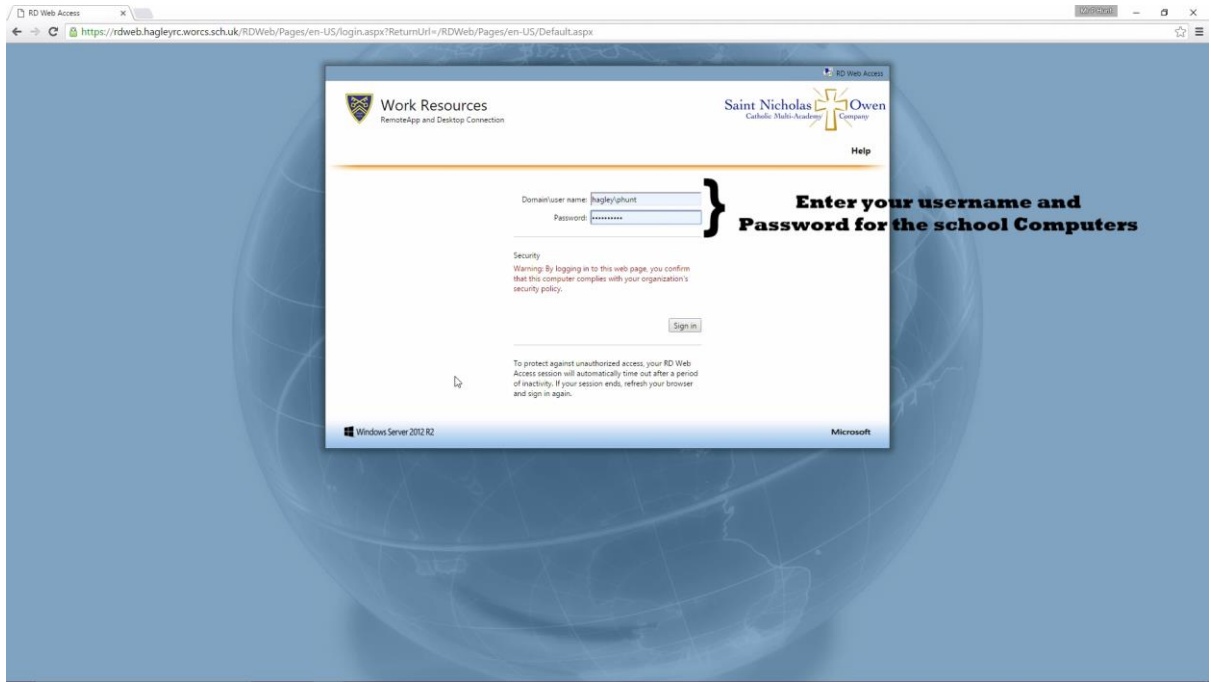 RD Web Access
https://rdweb.hagleyrc.worcs.sch.uk/RDWeb/Pages/en-US/login.aspx?ReturnUrl=/RDWeb/Pages/en-US/Default.aspx
RD Web Access
Work Resources
RemoteApp and Desktop Connection
Saint Nicholas Owen
Catholic Multi-Academy Company
Help
Domain\user name: hagley\phunt
Password: ••••••••••
} Enter your username and
Password for the school Computers
Security
Warning: By logging in to this web page, you confirm
that this computer complies with your organization's
security policy.
Sign in
To protect against unauthorized access, your RD Web
Access session will automatically time out after a period
of inactivity. If your session ends, refresh your browser
and sign in again.
Windows Server 2012 R2
Microsoft